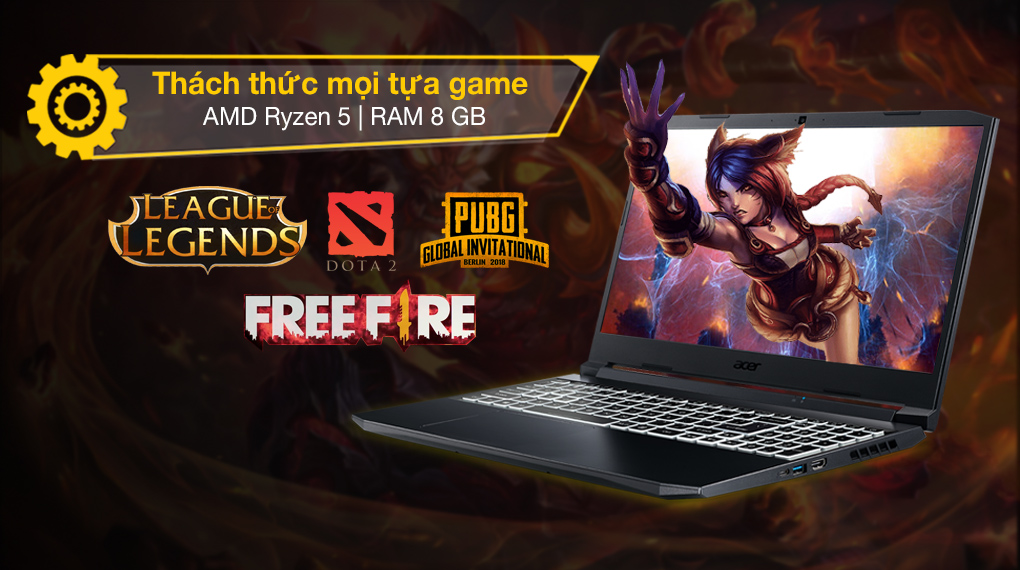 Thách thức mọi tựa game
AMD Ryzen 5 | RAM 8 GB
LEAGUE OF
LEGENDS
DOTA 2
PUBG
GLOBAL INVITATIONAL
BERLIN 2018
FREE FIRE
acer